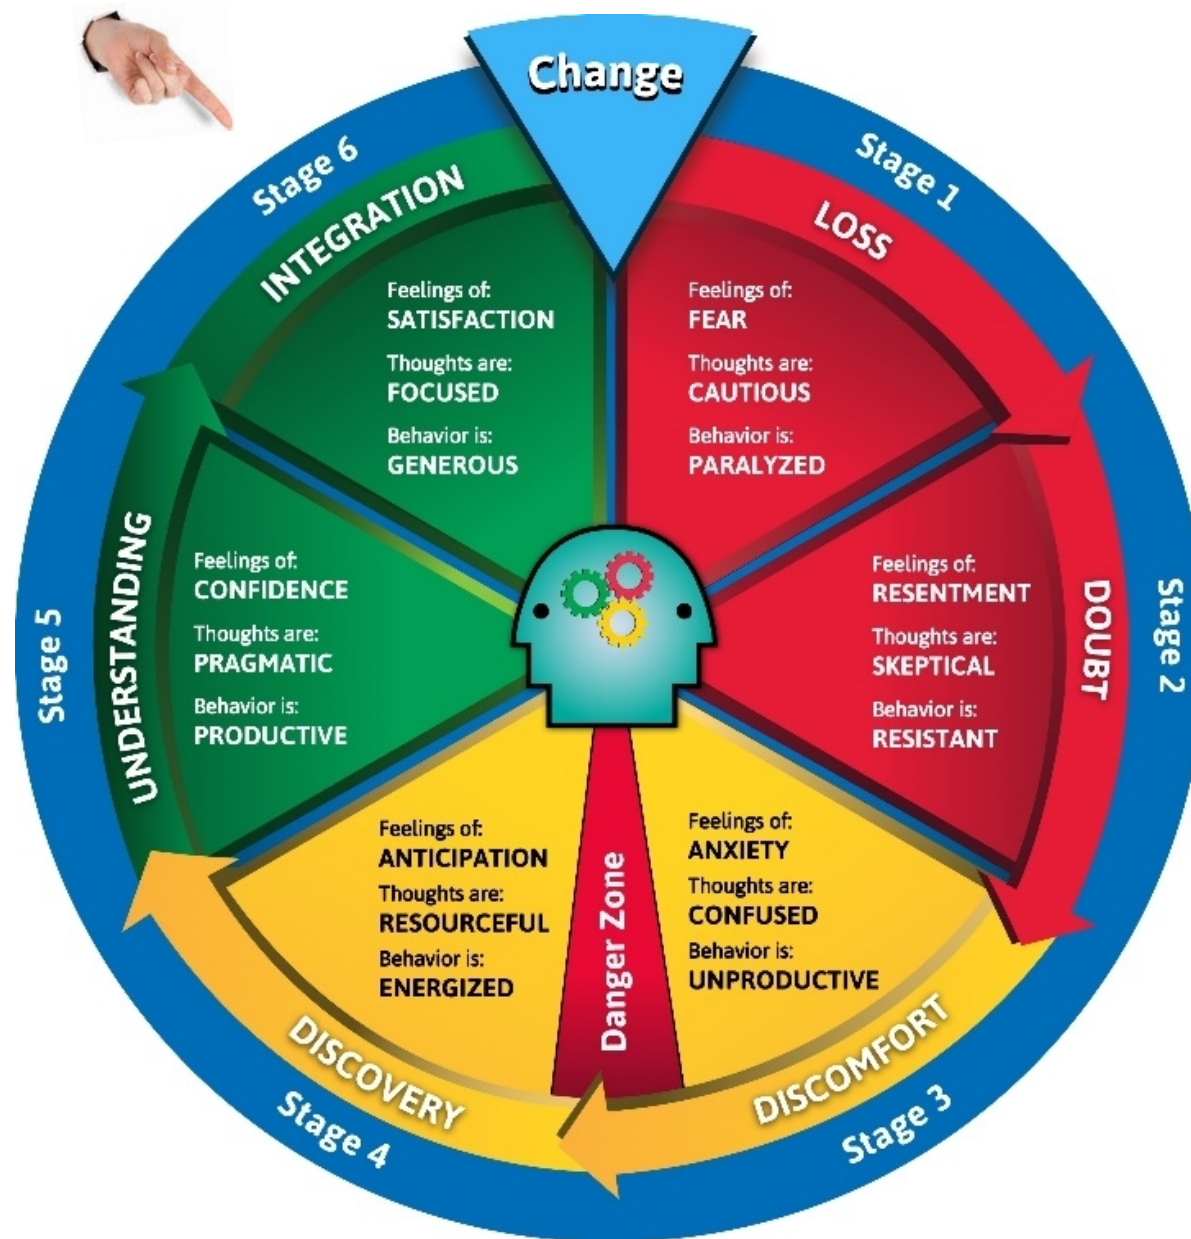 Change
Stage 1
LOSS
Feelings of:
FEAR
Thoughts are:
CAUTIOUS
Behavior is:
PARALYZED
Stage 2
DOUBT
Feelings of:
RESENTMENT
Thoughts are:
SKEPTICAL
Behavior is:
RESISTANT
Stage 3
DISCOMFORT
Feelings of:
ANXIETY
Thoughts are:
CONFUSED
Behavior is:
UNPRODUCTIVE
Danger Zone
Stage 4
DISCOVERY
Feelings of:
ANTICIPATION
Thoughts are:
RESOURCEFUL
Behavior is:
ENERGIZED
Stage 5
UNDERSTANDING
Feelings of:
CONFIDENCE
Thoughts are:
PRAGMATIC
Behavior is:
PRODUCTIVE
Stage 6
INTEGRATION
Feelings of:
SATISFACTION
Thoughts are:
FOCUSED
Behavior is:
GENEROUS